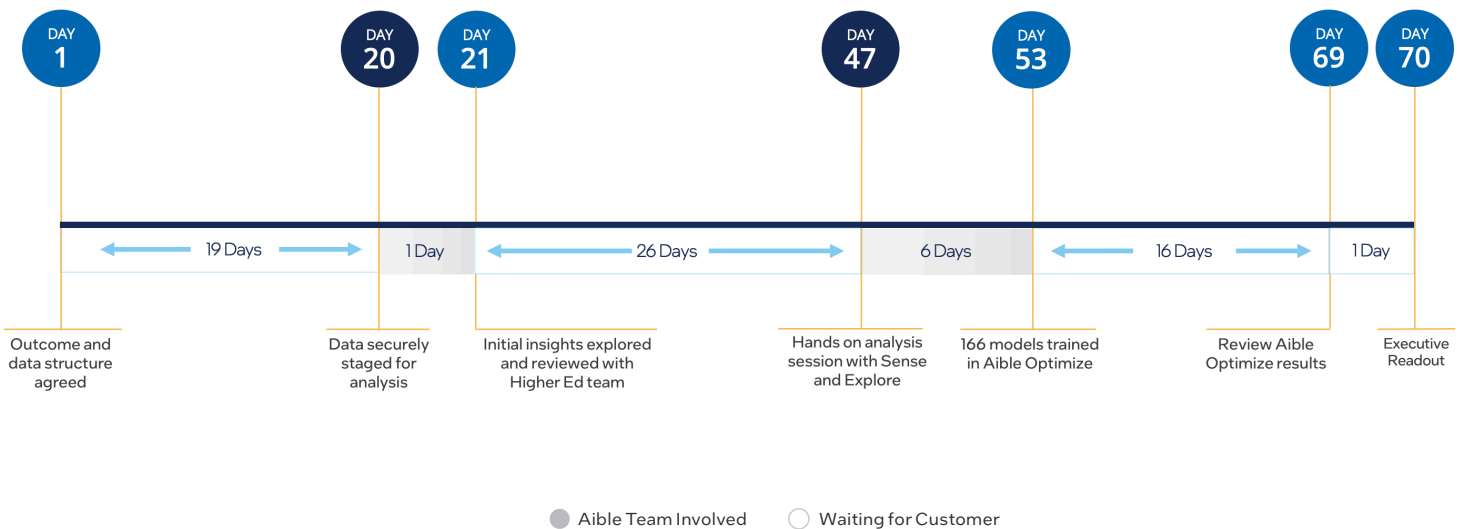 DAY
1
DAY
20
DAY
21
DAY
47
DAY
53
DAY
69
DAY
70
19 Days
1 Day
26 Days
6 Days
16 Days
1 Day
Outcome and
data structure
agreed
Data securely
staged for
analysis
Initial insights explored
and reviewed with
Higher Ed team
Hands on analysis
session with Sense
and Explore
166 models trained
in Aible Optimize
Review Aible
Optimize results
Executive
Readout
Aible Team Involved
Waiting for Customer